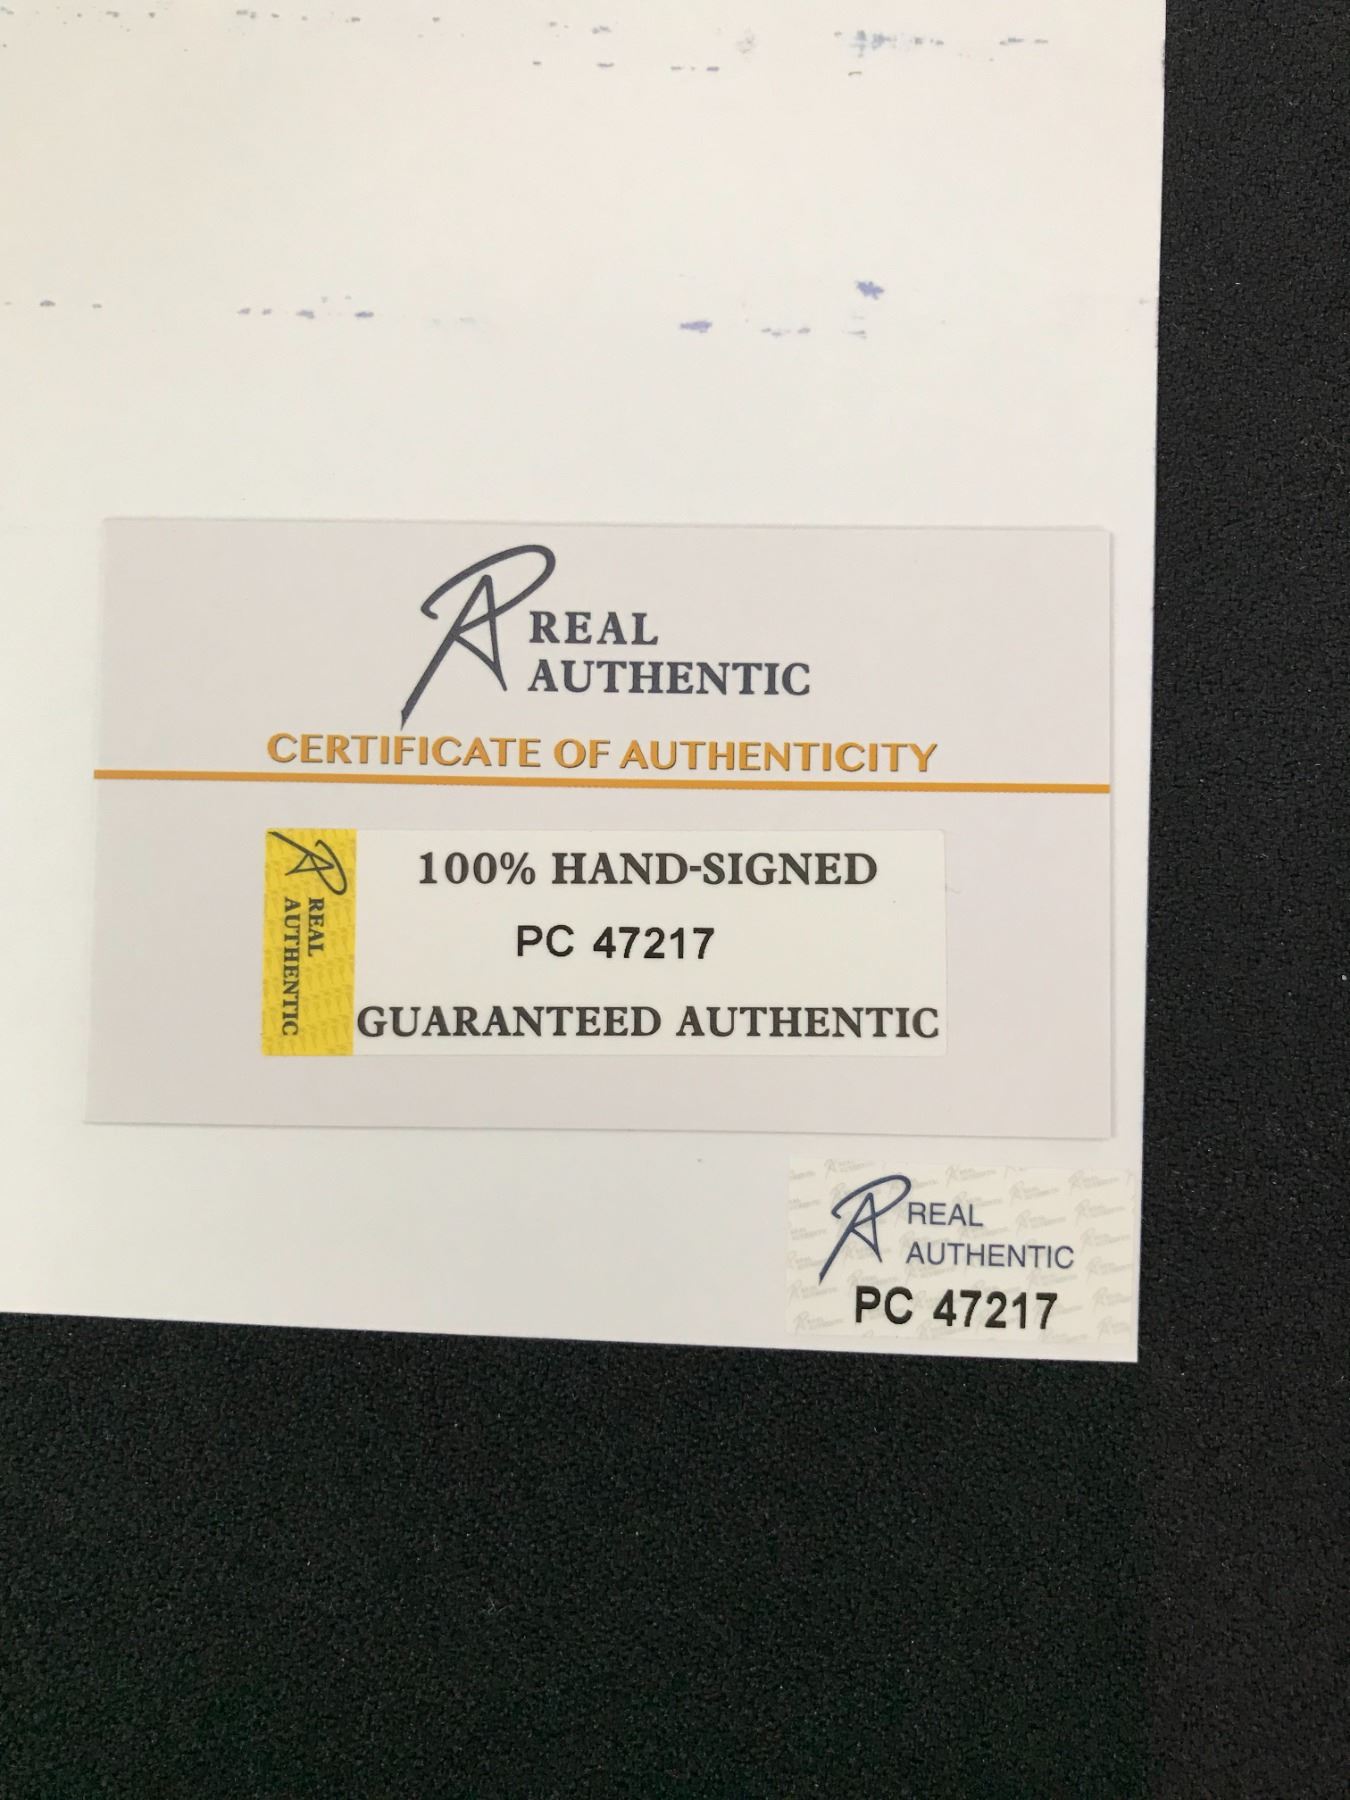 REAL
AUTHENTIC
CERTIFICATE OF AUTHENTICITY
REAL
AUTHENTIC
100% HAND-SIGNED
PC 47217
GUARANTEED AUTHENTIC
REAL
AUTHENTIC
PC 47217